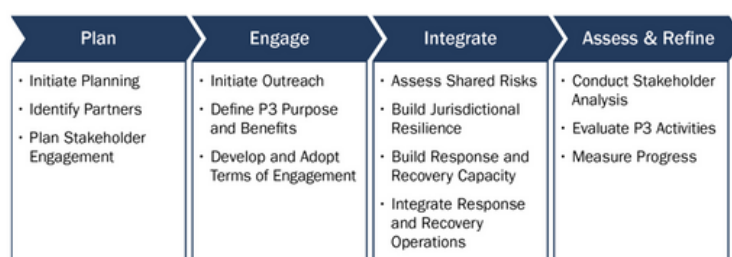 Plan
· Initiate Planning
· Identify Partners
· Plan Stakeholder
Engagement
Engage
· Initiate Outreach
· Define P3 Purpose
and Benefits
· Develop and Adopt
Terms of Engagement
Integrate
· Assess Shared Risks
· Build Jurisdictional
Resilience
· Build Response and
Recovery Capacity
· Integrate Response
and Recovery
Operations
Assess & Refine
· Conduct Stakeholder
Analysis
· Evaluate P3 Activities
· Measure Progress